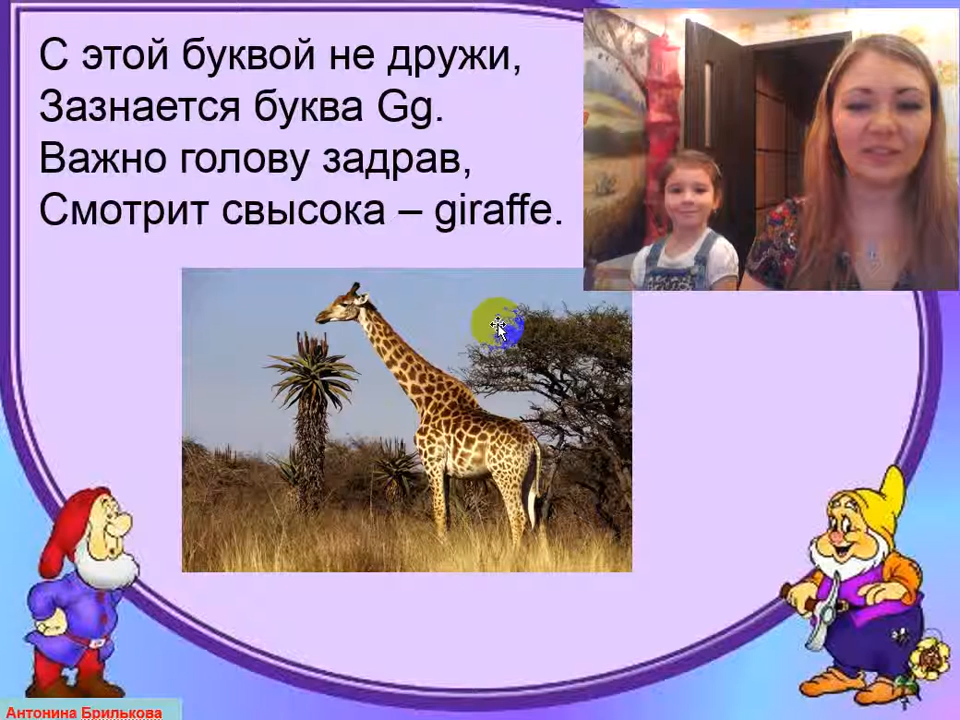 С этой буквой не дружи,
Зазнается буква Gg.
Важно голову задрав,
Смотрит свысока – giraffe.
Антонина Брилькова